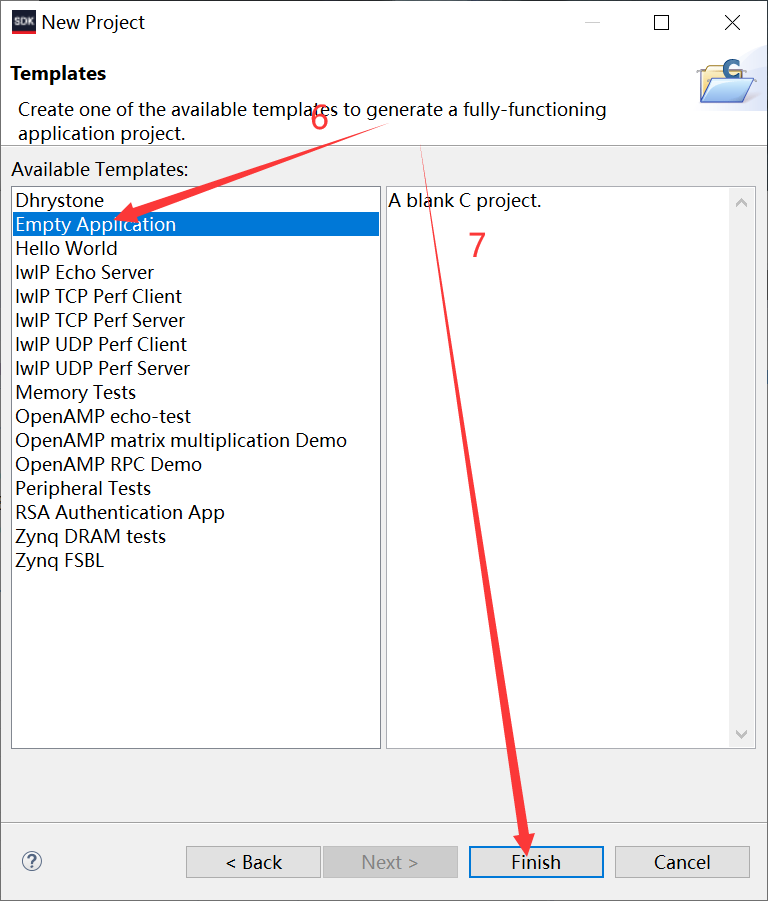 SDK New Project
Templates
Create one of the available templates to generate a fully-functioning
application project.
6
Available Templates:
Dhrystone
Empty Application
Hello World
lwIP Echo Server
lwIP TCP Perf Client
lwIP TCP Perf Server
lwIP UDP Perf Client
lwIP UDP Perf Server
Memory Tests
OpenAMP echo-test
OpenAMP matrix multiplication Demo
OpenAMP RPC Demo
Peripheral Tests
RSA Authentication App
Zynq DRAM tests
Zynq FSBL
A blank C project.
7
? < Back Next > Finish Cancel